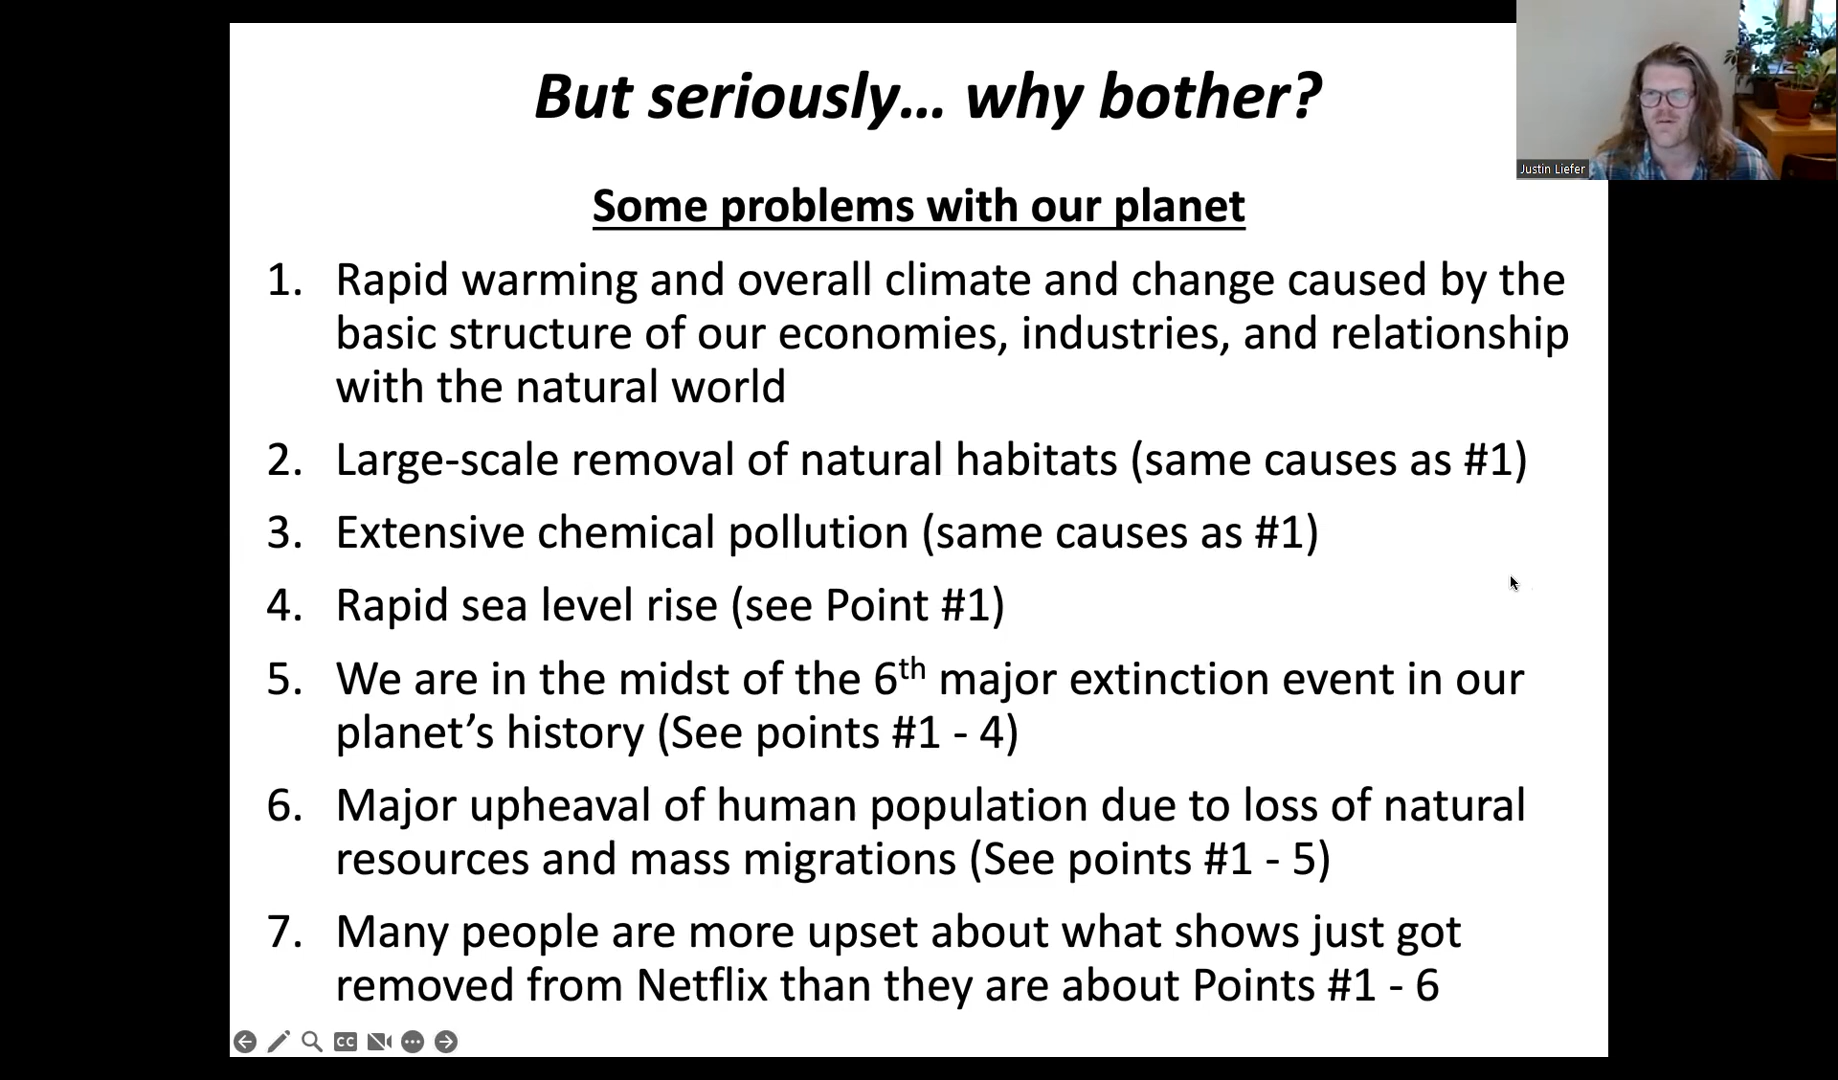 But seriously... why bother?
Justin Liefer
Some problems with our planet
1. Rapid warming and overall climate and change caused by the
basic structure of our economies, industries, and relationship
with the natural world
2. Large-scale removal of natural habitats (same causes as #1)
3. Extensive chemical pollution (same causes as #1)
4. Rapid sea level rise (see Point #1)
5. We are in the midst of the 6th major extinction event in our
planet’s history (See points #1 - 4)
6. Major upheaval of human population due to loss of natural
resources and mass migrations (See points #1 - 5)
7. Many people are more upset about what shows just got
removed from Netflix than they are about Points #1 - 6
CC